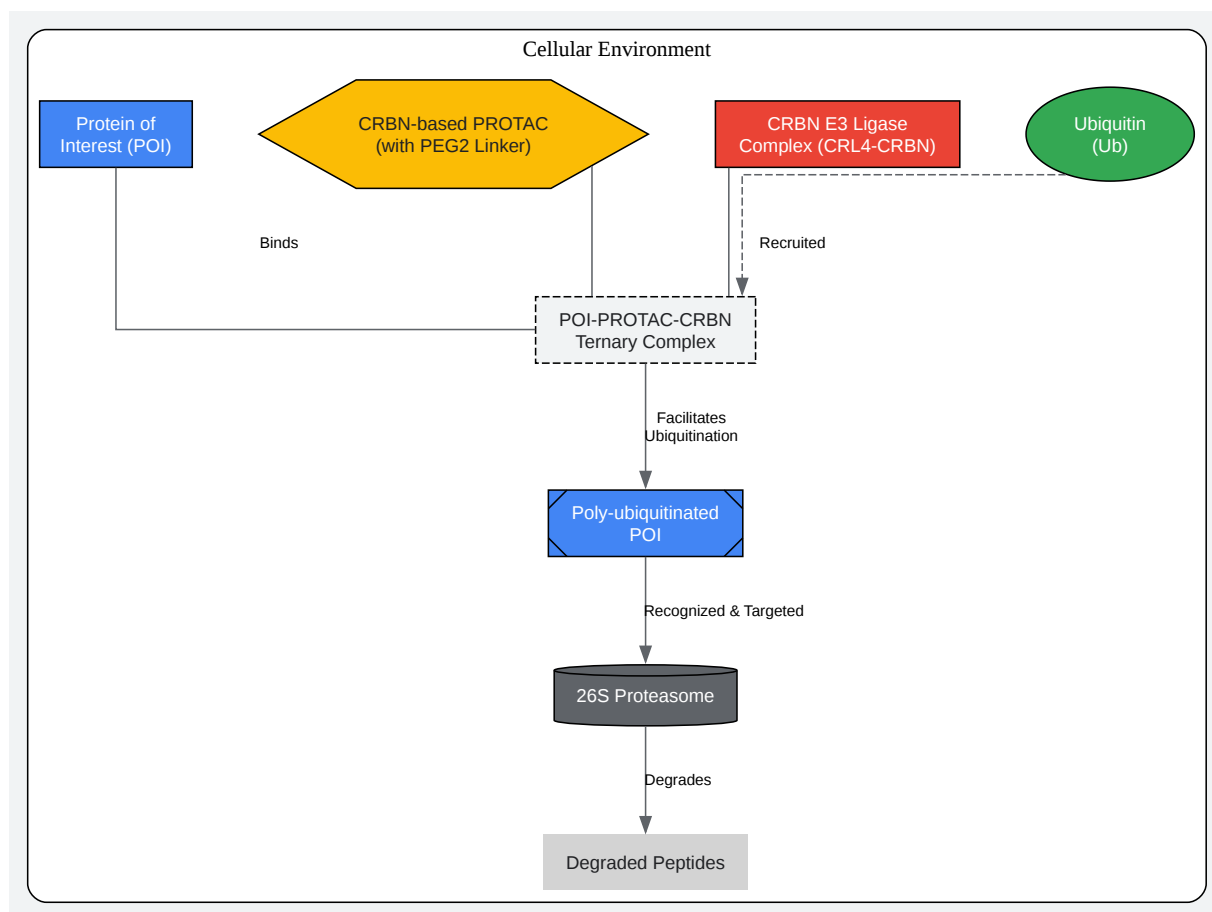 Cellular Environment
Protein of
Interest (POI)
CRBN-based PROTAC
(with PEG2 Linker)
CRBN E3 Ligase
Complex (CRL4-CRBN)
Ubiquitin
(Ub)
Binds
Recruited
POI-PROTAC-CRBN
Ternary Complex
Facilitates
Ubiquitination
Poly-ubiquitinated
POI
Recognized & Targeted
26S Proteasome
Degrades
Degraded Peptides